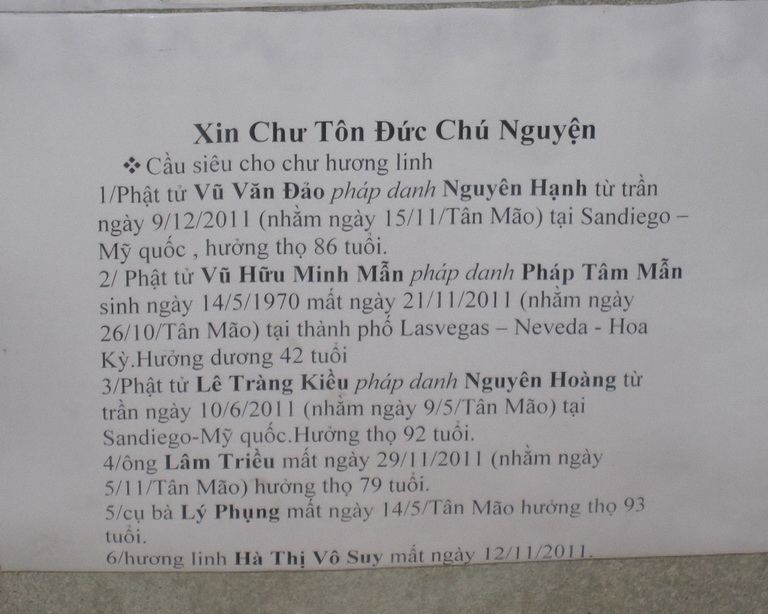 Xin Chư Tôn Đức Chú Nguyện
❖ Cầu siêu cho chư hương linh
1/Phật tử Vũ Văn Đảo pháp danh Nguyên Hạnh từ trần
ngày 9/12/2011 (nhằm ngày 15/11/Tân Mão) tại Sandiego –
Mỹ quốc , hưởng thọ 86 tuổi.
2/ Phật tử Vũ Hữu Minh Mẫn pháp danh Pháp Tâm Mẫn
sinh ngày 14/5/1970 mất ngày 21/11/2011 (nhằm ngày
26/10/Tân Mão) tại thành phố Lasvegas – Neveda - Hoa
Kỳ.Hưởng dương 42 tuổi
3/Phật tử Lê Tràng Kiều pháp danh Nguyên Hoàng từ
trần ngày 10/6/2011 (nhằm ngày 9/5/Tân Mão) tại
Sandiego-Mỹ quốc.Hưởng thọ 92 tuổi.
4/ông Lâm Triều mất ngày 29/11/2011 (nhằm ngày
5/11/Tân Mão) hưởng thọ 79 tuổi.
5/cụ bà Lý Phụng mất ngày 14/5/Tân Mão hưởng thọ 93
tuổi.
6/hương linh Hà Thị Vô Suy mất ngày 12/11/2011.